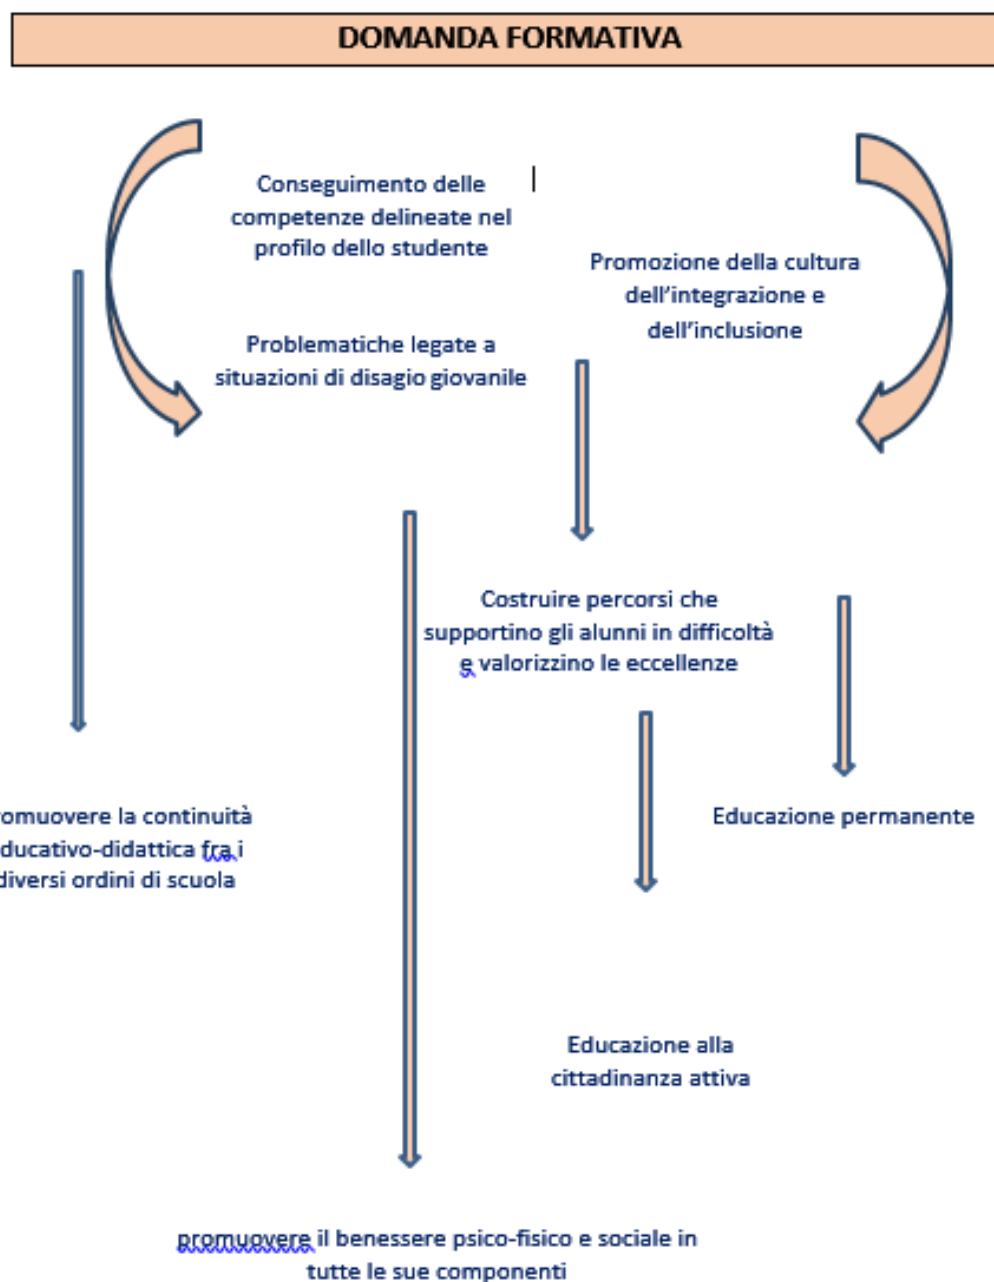 DOMANDA FORMATIVA
Conseguimento delle
competenze delineate nel
profilo dello studente
Promozione della cultura
dell'integrazione e
dell'inclusione
Problematiche legate a
situazioni di disagio giovanile
Costruire percorsi che
supportino gli alunni in difficoltà
e valorizzino le eccellenze
romuovere la continuità
ducativo-didattica fra i
diversi ordini di scuola
Educazione permanente
Educazione alla
cittadinanza attiva
promuovere il benessere psico-fisico e sociale in
tutte le sue componenti